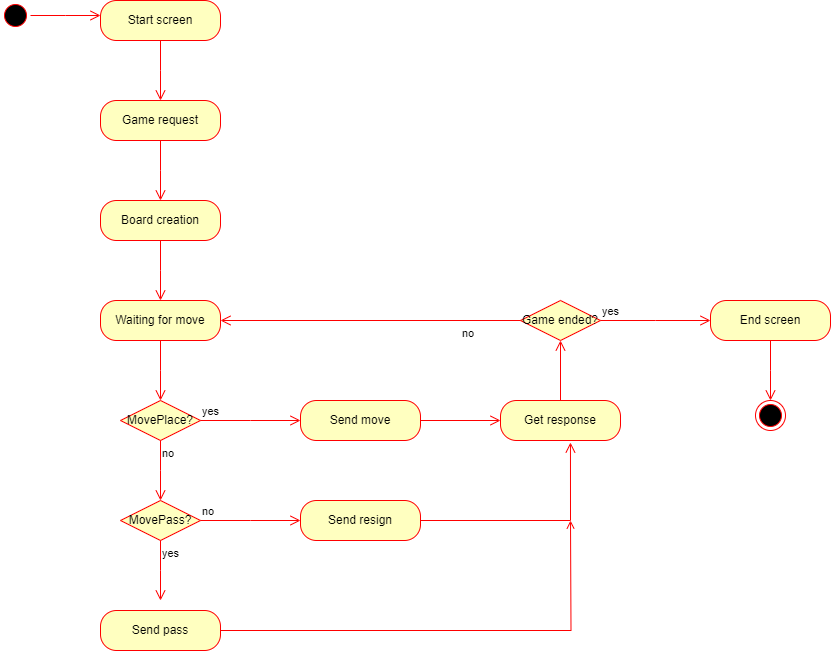 Start screen
Game request
Board creation
Waiting for move
Game ended?
yes
End screen
no
MovePlace?
yes
Send move
Get response
no
MovePass?
no
Send resign
yes
Send pass